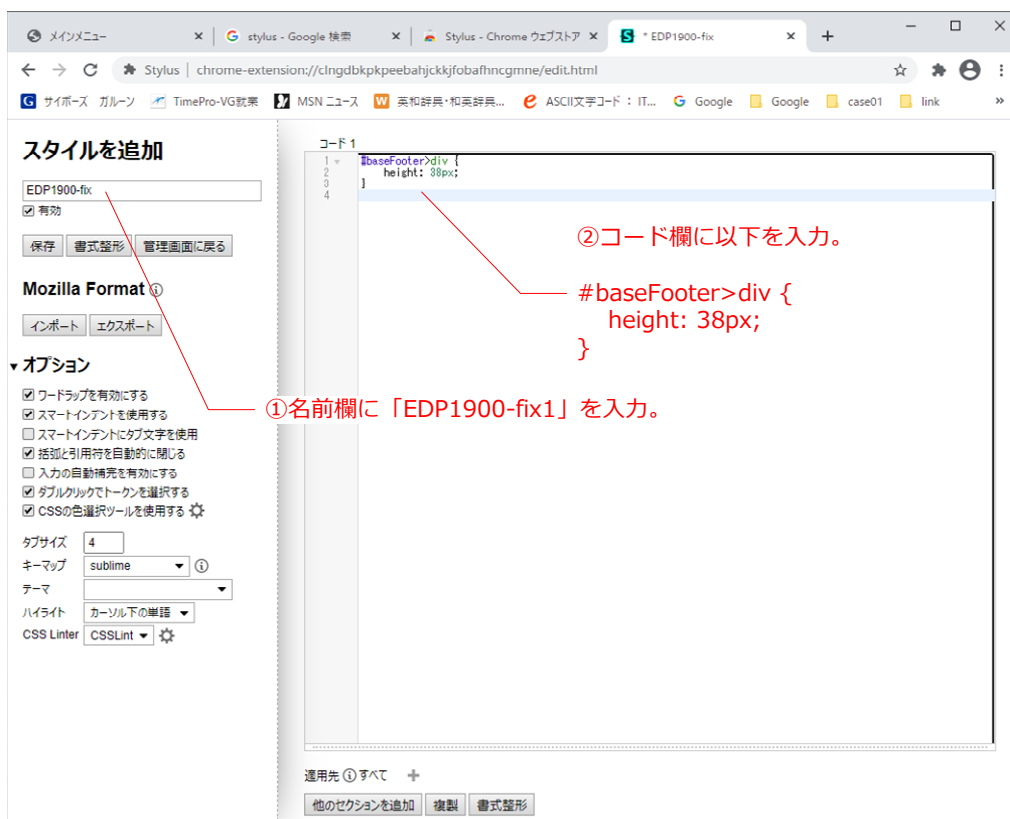 メインメニュー
stylus - Google 検索
Stylus - Chrome ウェブストア
* EDP1900-fix
Stylus | chrome-extension://clngdbkpkpeebahjckkjfobafhncgmne/edit.html
サイボーズ ガルーン
TimePro-VG就業
MSN ニュース
英和辞典・和英辞典...
ASCII文字コード : IT...
Google
Google
case01
link
»
スタイルを追加
EDP1900-fix
有効
保存 書式整形 管理画面に戻る
Mozilla Format
インポート エクスポート
オプション
ワードラップを有効にする
スマートインデントを使用する
スマートインデントにタブ文字を使用
括弧と引用符を自動的に閉じる
入力の自動補完を有効にする
ダブルクリックでトークンを選択する
CSSの色選択ツールを使用する
タブサイズ 4
キーマップ sublime
テーマ
ハイライト カーソル下の単語
CSS Linter CSSLint
コード 1
1 #baseFooter>div {
2 height: 38px;
3 }
4
②コード欄に以下を入力。
#baseFooter>div {
height: 38px;
}
①名前欄に「EDP1900-fix1」を入力。
適用先 すべて
他のセクションを追加 複製 書式整形